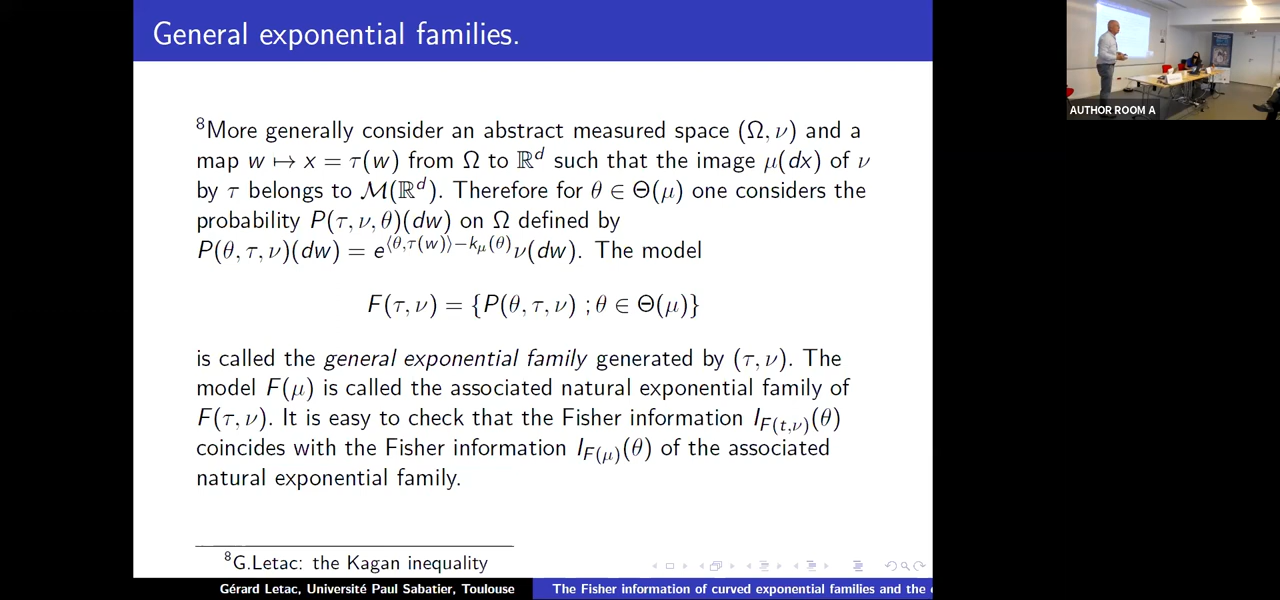 General exponential families.
⁸More generally consider an abstract measured space (Ω, ν) and a
map w ↦ x = τ(w) from Ω to ℝᵈ such that the image μ(dx) of ν
by τ belongs to ℳ(ℝᵈ). Therefore for θ ∈ Θ(μ) one considers the
probability P(τ, ν, θ)(dw) on Ω defined by
P(θ, τ, ν)(dw) = e^{⟨θ,τ(w)⟩−k_μ(θ)}ν(dw). The model
F(τ, ν) = {P(θ, τ, ν) ; θ ∈ Θ(μ)}
is called the general exponential family generated by (τ, ν). The
model F(μ) is called the associated natural exponential family of
F(τ, ν). It is easy to check that the Fisher information I_{F(t,ν)}(θ)
coincides with the Fisher information I_{F(μ)}(θ) of the associated
natural exponential family.
⁸G.Letac: the Kagan inequality
Gérard Letac, Université Paul Sabatier, Toulouse
The Fisher information of curved exponential families and the
AUTHOR ROOM A